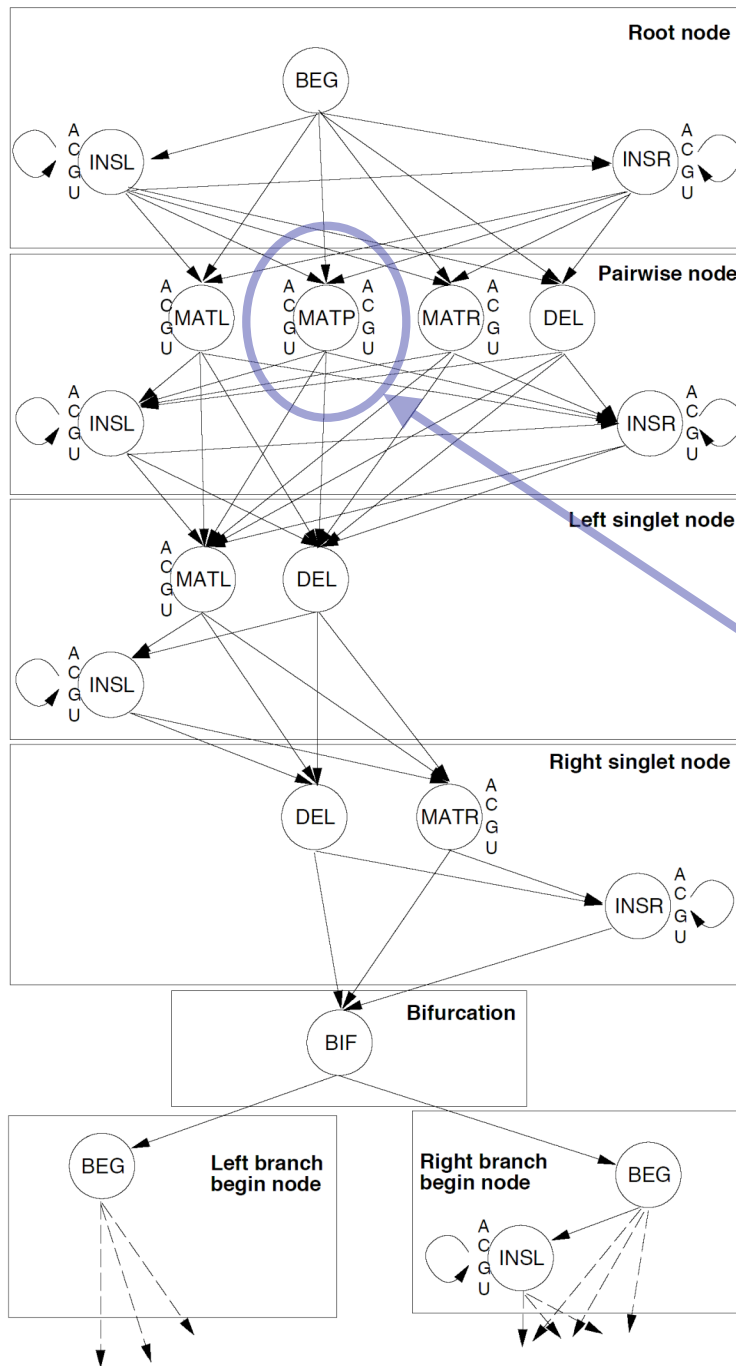 Root node
BEG
A
C
G
U
INSL
INSR
A
C
G
U
Pairwise node
A
C
G
U
MATL
A
C
G
U
MATP
A
C
G
U
MATR
A
C
G
U
DEL
A
C
G
U
INSL
INSR
A
C
G
U
Left singlet node
A
C
G
U
MATL
DEL
A
C
G
U
INSL
Right singlet node
DEL
MATR
A
C
G
U
INSR
A
C
G
U
Bifurcation
BIF
BEG
Left branch
begin node
Right branch
begin node
BEG
A
C
G
U
INSL